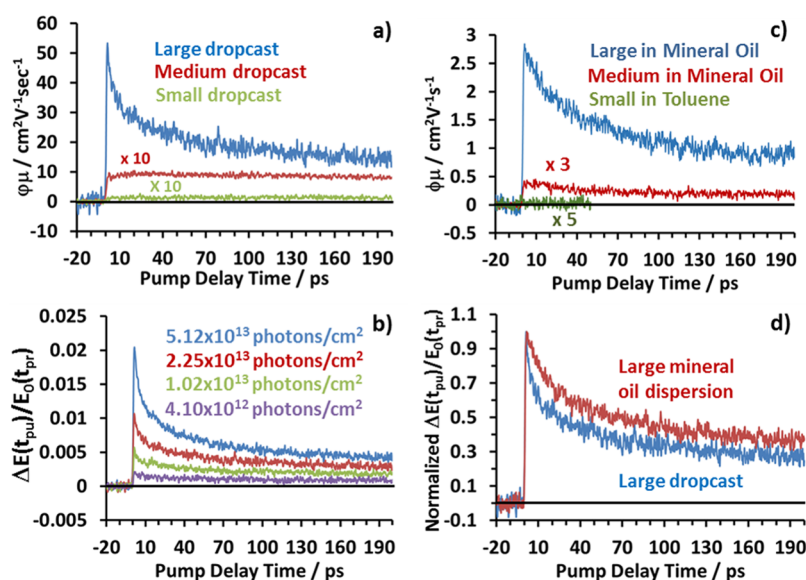 a)
60
50
40
30
20
10
0
10
Large dropcast
Medium dropcast
Small dropcast
x 10
x 10
φμ / cm²V⁻¹sec⁻¹
-20 10 40 70 100 130 160 190
Pump Delay Time / ps
c)
3
2.5
2
1.5
1
0.5
0
-0.5
Large in Mineral Oil
Medium in Mineral Oil
Small in Toluene
x 3
x 5
ϕμ / cm²V⁻¹s⁻¹
-20 10 40 70 100 130 160 190
Pump Delay Time / ps
b)
0.025
0.02
0.015
0.01
0.005
0
-0.005
5.12x10¹³ photons/cm²
2.25x10¹³ photons/cm²
1.02x10¹³ photons/cm²
4.10x10¹² photons/cm²
ΔE(tₚᵤ)/E₀(tₚᵣ)
-20 10 40 70 100 130 160 190
Pump Delay Time / ps
d)
1.1
0.9
0.7
0.5
0.3
0.1
-0.1
Large mineral
oil dispersion
Large dropcast
Normalized ΔE(tₚᵤ)/E₀(tₚᵣ)
-20 10 40 70 100 130 160 190
Pump Delay Time / ps